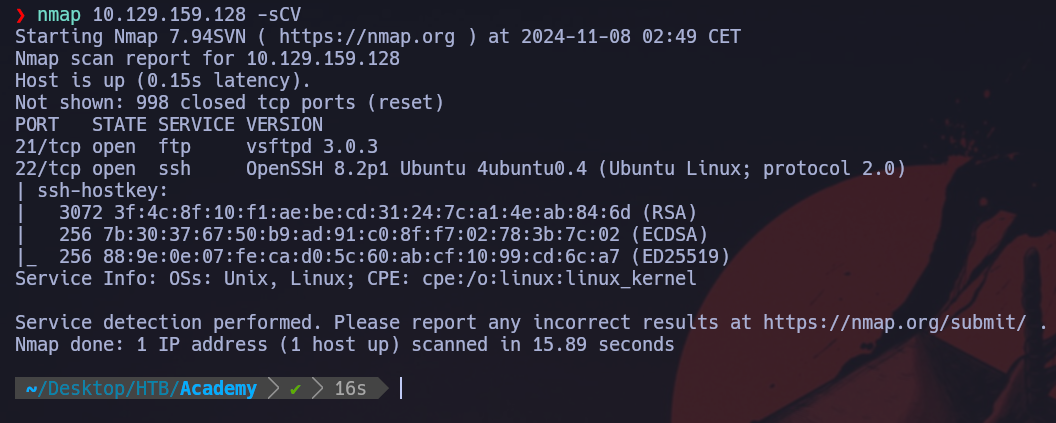 ❯ nmap 10.129.159.128 -sCV
Starting Nmap 7.94SVN ( https://nmap.org ) at 2024-11-08 02:49 CET
Nmap scan report for 10.129.159.128
Host is up (0.15s latency).
Not shown: 998 closed tcp ports (reset)
PORT   STATE SERVICE VERSION
21/tcp open  ftp     vsftpd 3.0.3
22/tcp open  ssh     OpenSSH 8.2p1 Ubuntu 4ubuntu0.4 (Ubuntu Linux; protocol 2.0)
| ssh-hostkey:
|   3072 3f:4c:8f:10:f1:ae:be:cd:31:24:7c:a1:4e:ab:84:6d (RSA)
|   256 7b:30:37:67:50:b9:ad:91:c0:8f:f7:02:78:3b:7c:02 (ECDSA)
|_  256 88:9e:0e:07:fe:ca:d0:5c:60:ab:cf:10:99:cd:6c:a7 (ED25519)
Service Info: OSs: Unix, Linux; CPE: cpe:/o:linux:linux_kernel
Service detection performed. Please report any incorrect results at https://nmap.org/submit/ .
Nmap done: 1 IP address (1 host up) scanned in 15.89 seconds
~/Desktop/HTB/Academy ✔ 16s